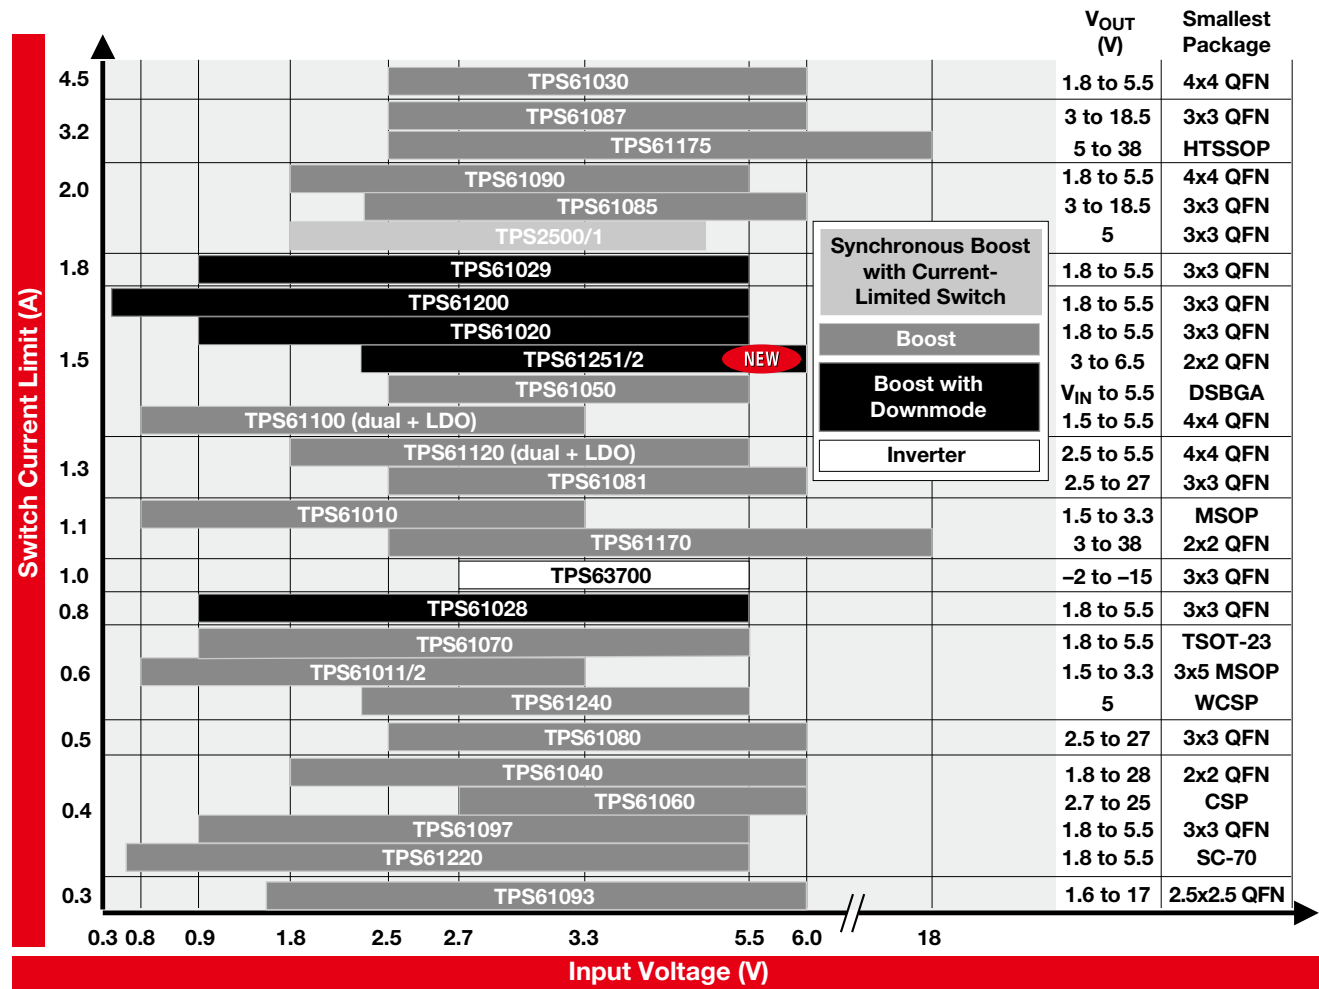 VOUT (V)
Smallest Package
4.5
TPS61030
1.8 to 5.5
4x4 QFN
3.2
TPS61087
3 to 18.5
3x3 QFN
TPS61175
5 to 38
HTSSOP
2.0
TPS61090
1.8 to 5.5
4x4 QFN
TPS61085
3 to 18.5
3x3 QFN
TPS2500/1
5
3x3 QFN
1.8
TPS61029
1.8 to 5.5
3x3 QFN
1.5
TPS61200
1.8 to 5.5
3x3 QFN
TPS61020
1.8 to 5.5
3x3 QFN
TPS61251/2
NEW
3 to 6.5
2x2 QFN
TPS61050
VIN to 5.5
DSBGA
TPS61100 (dual + LDO)
1.5 to 5.5
4x4 QFN
1.3
TPS61120 (dual + LDO)
2.5 to 5.5
4x4 QFN
TPS61081
2.5 to 27
3x3 QFN
1.1
TPS61010
1.5 to 3.3
MSOP
TPS61170
3 to 38
2x2 QFN
1.0
TPS63700
–2 to –15
3x3 QFN
0.8
TPS61028
1.8 to 5.5
3x3 QFN
0.6
TPS61070
1.8 to 5.5
TSOT-23
TPS61011/2
1.5 to 3.3
3x5 MSOP
TPS61240
5
WCSP
0.5
TPS61080
2.5 to 27
3x3 QFN
0.4
TPS61040
1.8 to 28
2x2 QFN
TPS61060
2.7 to 25
CSP
TPS61097
1.8 to 5.5
3x3 QFN
TPS61220
1.8 to 5.5
SC-70
0.3
TPS61093
1.6 to 17
2.5x2.5 QFN
Synchronous Boost
with Current-
Limited Switch
Boost
Boost with
Downmode
Inverter
Switch Current Limit (A)
0.3 0.8 0.9 1.8 2.5 2.7 3.3 5.5 6.0 18
Input Voltage (V)